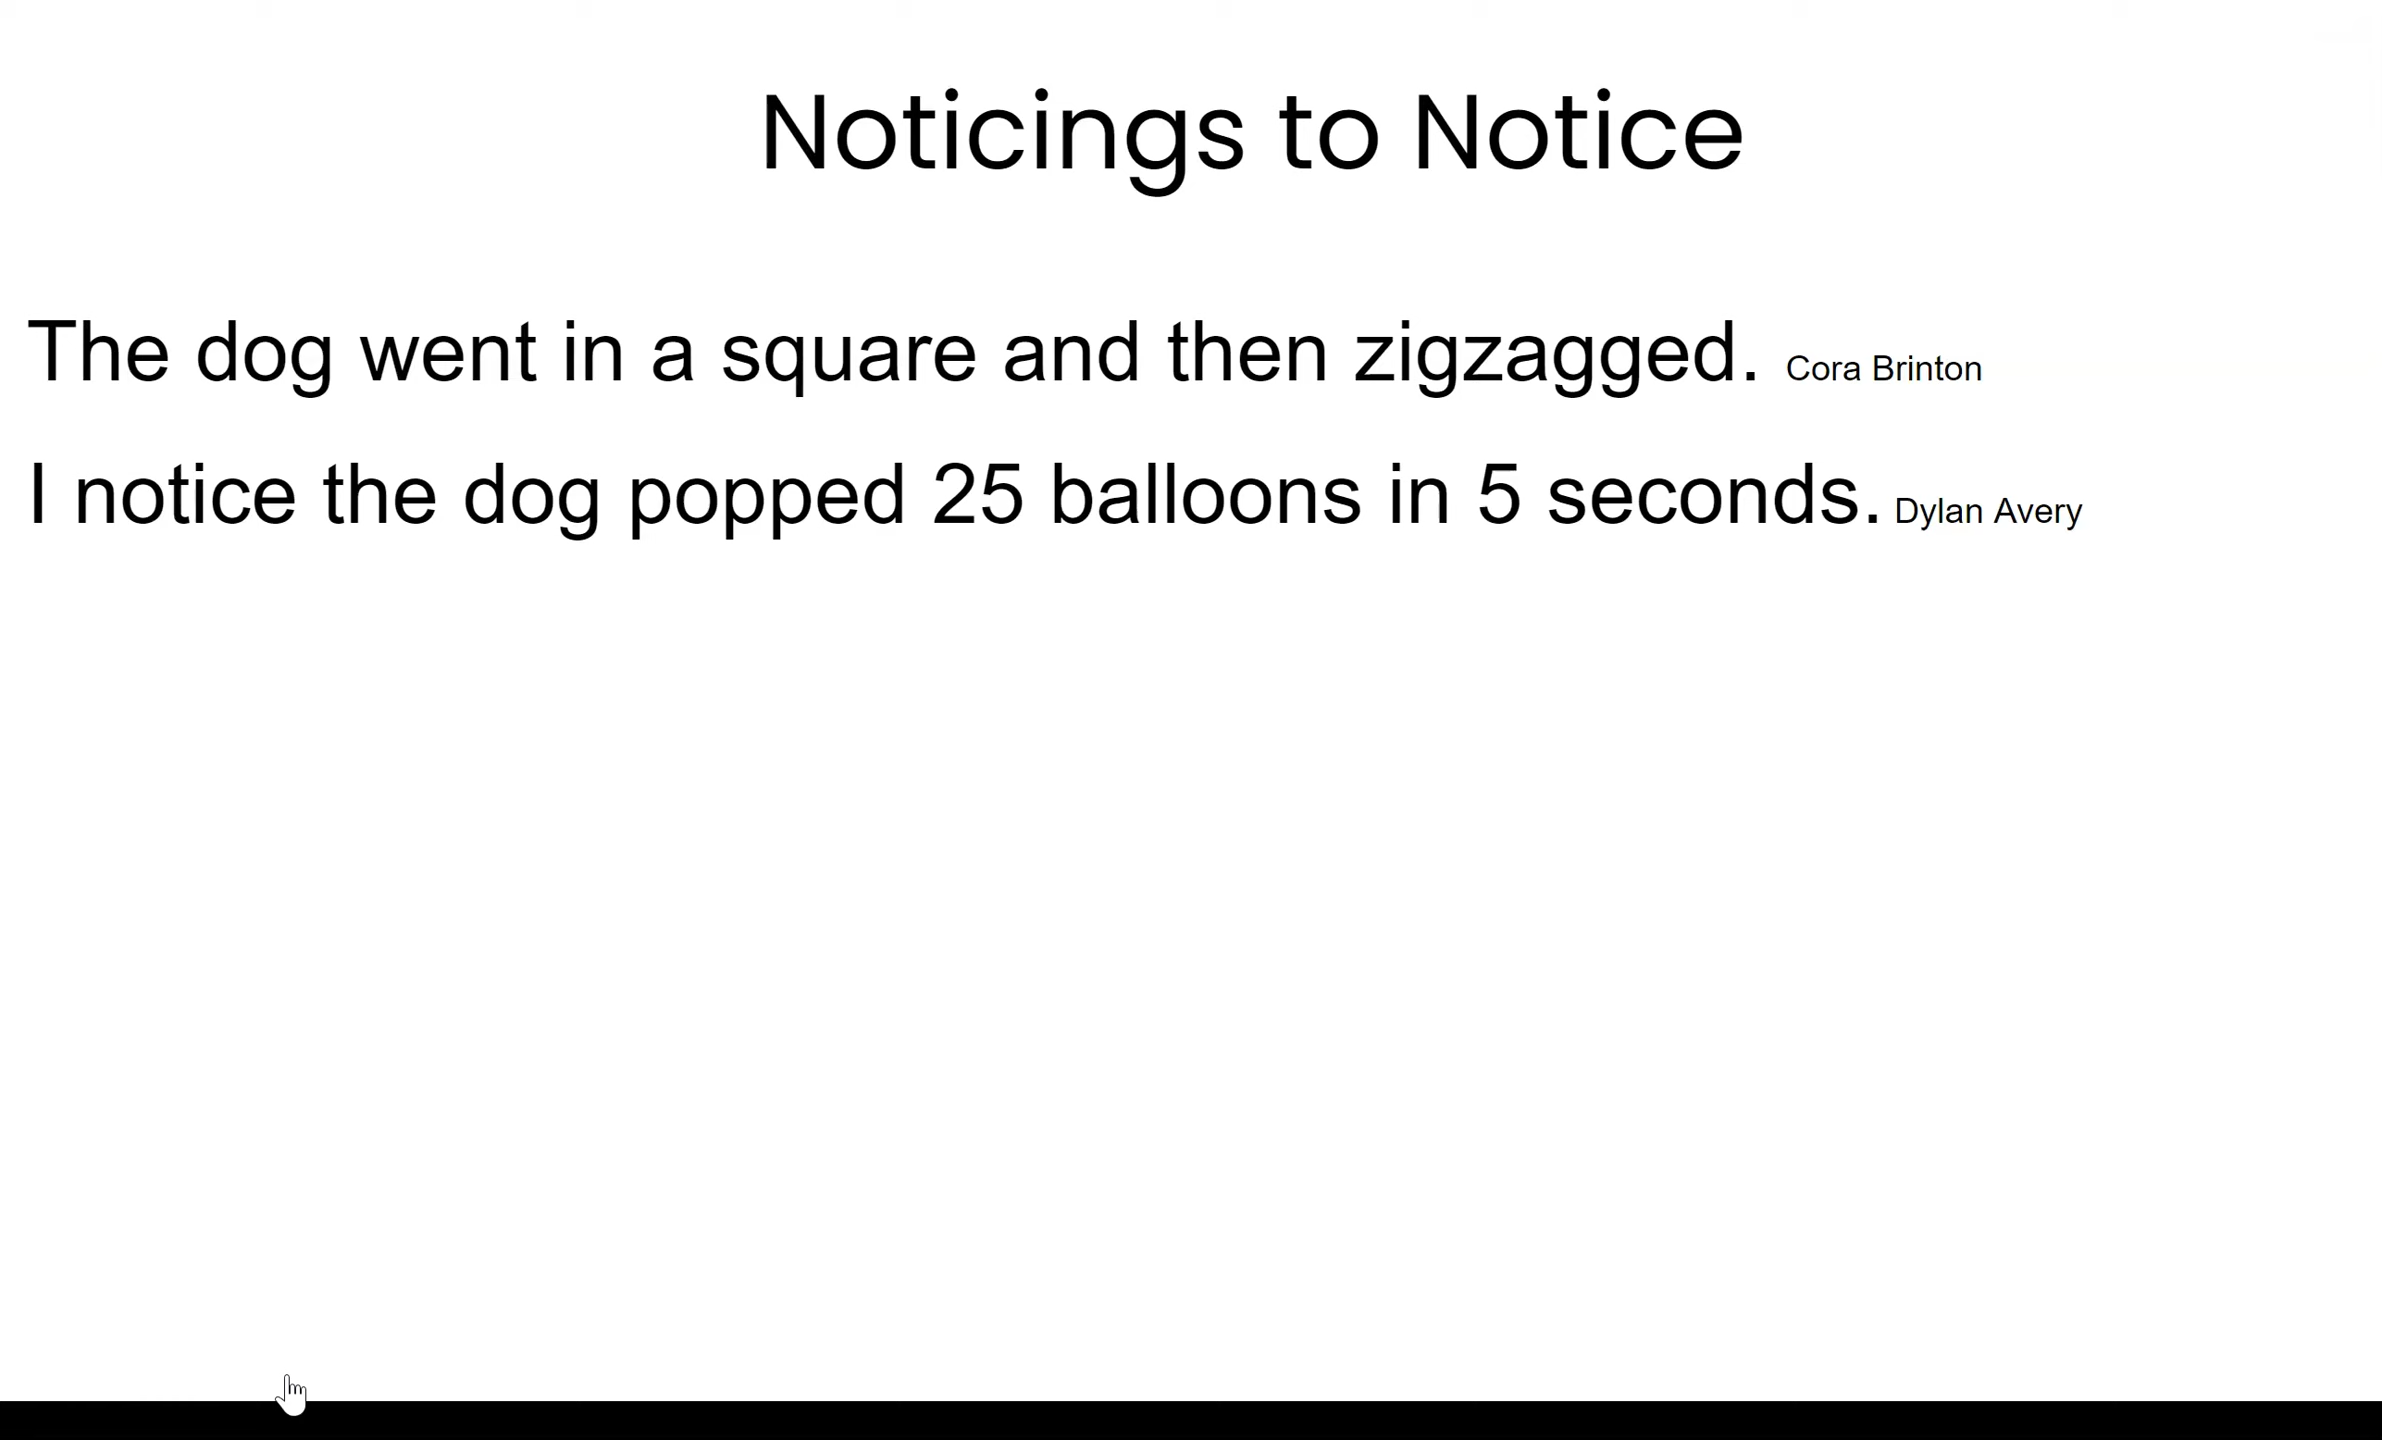 Noticings to Notice
The dog went in a square and then zigzagged. Cora Brinton
I notice the dog popped 25 balloons in 5 seconds. Dylan Avery